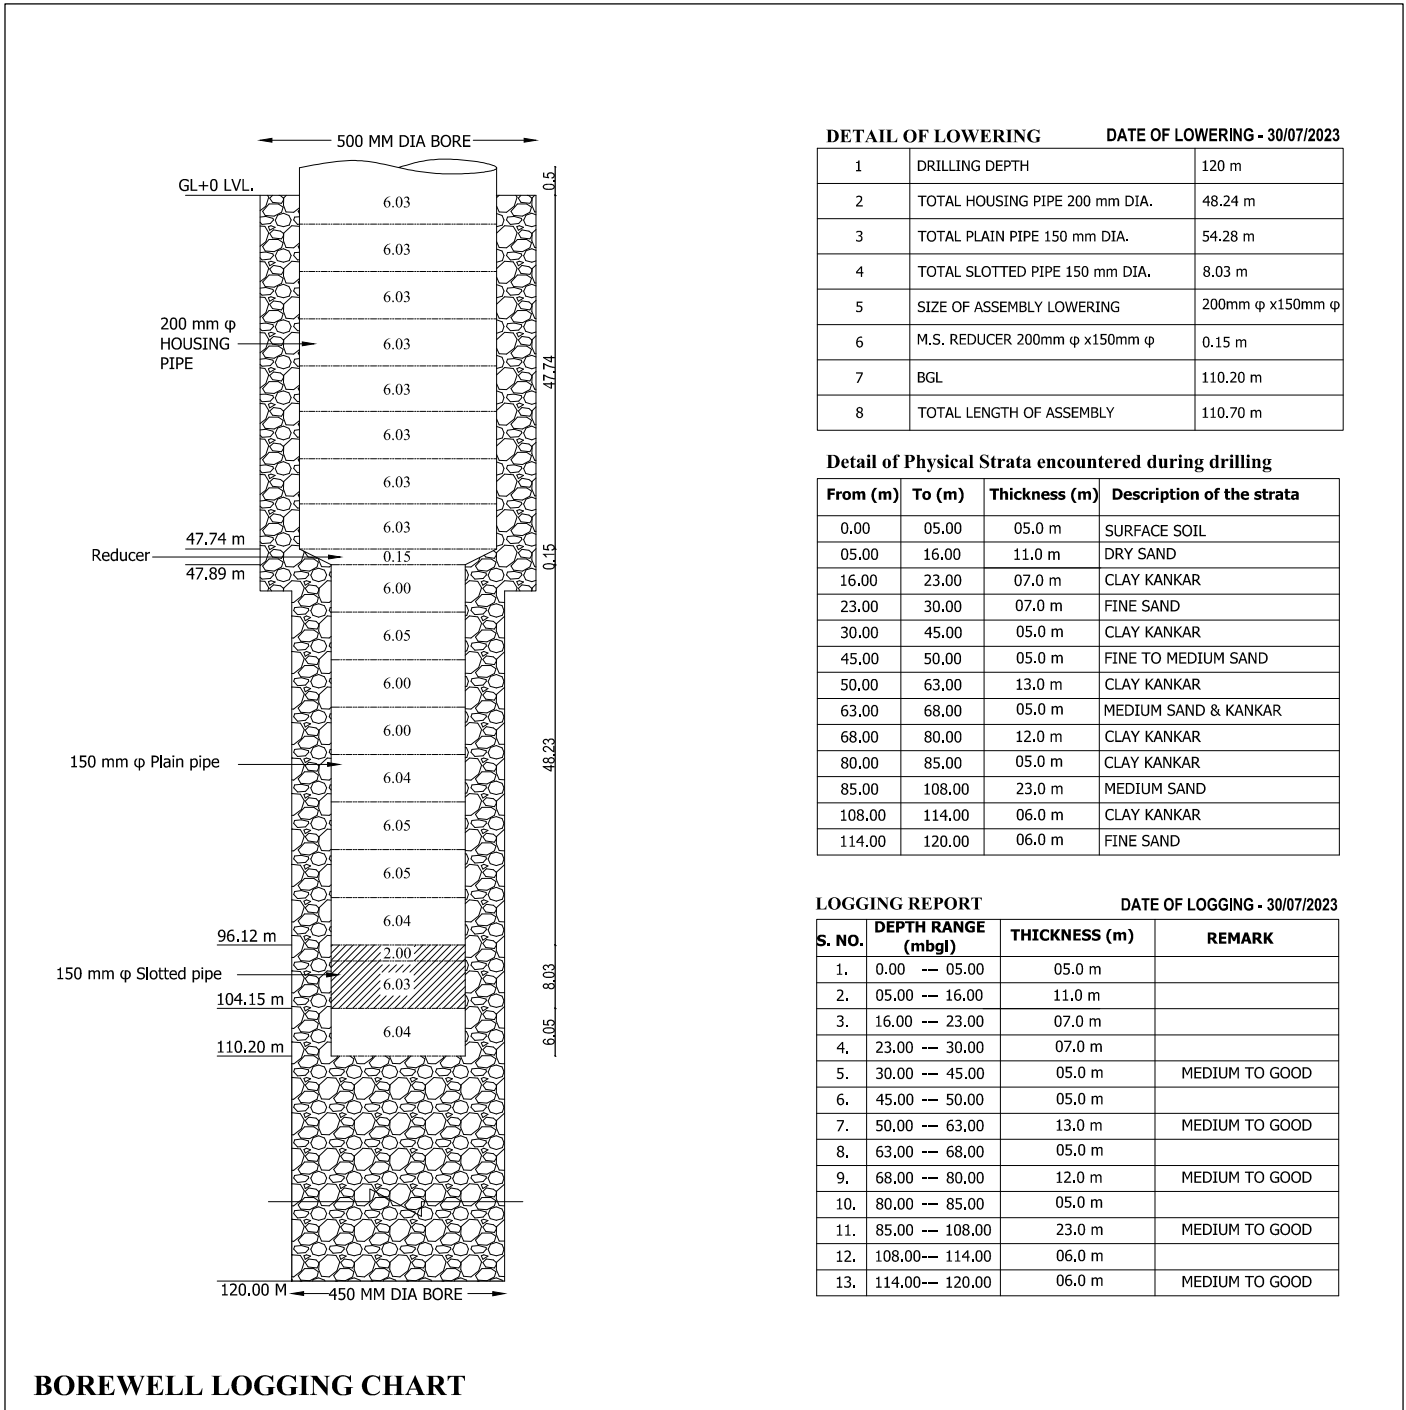 500 MM DIA BORE
GL+0 LVL.
0.5
6.03
6.03
6.03
200 mm φ
HOUSING
PIPE
6.03
47.74
6.03
6.03
6.03
6.03
47.74 m
Reducer
0.15
0.15
47.89 m
6.00
6.05
6.00
6.00
48.23
150 mm φ Plain pipe
6.04
6.05
6.05
6.04
96.12 m
2.00
150 mm φ Slotted pipe
6.03
8.03
104.15 m
6.04
6.05
110.20 m
120.00 M
450 MM DIA BORE
BOREWELL LOGGING CHART
DETAIL OF LOWERING DATE OF LOWERING - 30/07/2023
1 DRILLING DEPTH 120 m
2 TOTAL HOUSING PIPE 200 mm DIA. 48.24 m
3 TOTAL PLAIN PIPE 150 mm DIA. 54.28 m
4 TOTAL SLOTTED PIPE 150 mm DIA. 8.03 m
5 SIZE OF ASSEMBLY LOWERING 200mm φ x150mm φ
6 M.S. REDUCER 200mm φ x150mm φ 0.15 m
7 BGL 110.20 m
8 TOTAL LENGTH OF ASSEMBLY 110.70 m
Detail of Physical Strata encountered during drilling
From (m) To (m) Thickness (m) Description of the strata
0.00 05.00 05.0 m SURFACE SOIL
05.00 16.00 11.0 m DRY SAND
16.00 23.00 07.0 m CLAY KANKAR
23.00 30.00 07.0 m FINE SAND
30.00 45.00 05.0 m CLAY KANKAR
45.00 50.00 05.0 m FINE TO MEDIUM SAND
50.00 63.00 13.0 m CLAY KANKAR
63.00 68.00 05.0 m MEDIUM SAND & KANKAR
68.00 80.00 12.0 m CLAY KANKAR
80.00 85.00 05.0 m CLAY KANKAR
85.00 108.00 23.0 m MEDIUM SAND
108.00 114.00 06.0 m CLAY KANKAR
114.00 120.00 06.0 m FINE SAND
LOGGING REPORT DATE OF LOGGING - 30/07/2023
S. NO. DEPTH RANGE (mbgl) THICKNESS (m) REMARK
1. 0.00 --- 05.00 05.0 m
2. 05.00 --- 16.00 11.0 m
3. 16.00 --- 23.00 07.0 m
4. 23.00 --- 30.00 07.0 m
5. 30.00 --- 45.00 05.0 m MEDIUM TO GOOD
6. 45.00 --- 50.00 05.0 m
7. 50.00 --- 63.00 13.0 m MEDIUM TO GOOD
8. 63.00 --- 68.00 05.0 m
9. 68.00 --- 80.00 12.0 m MEDIUM TO GOOD
10. 80.00 --- 85.00 05.0 m
11. 85.00 --- 108.00 23.0 m MEDIUM TO GOOD
12. 108.00--- 114.00 06.0 m
13. 114.00--- 120.00 06.0 m MEDIUM TO GOOD